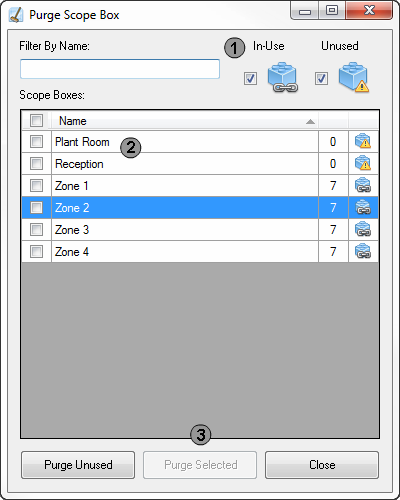 Purge Scope Box
Filter By Name:
1 In-Use Unused
Scope Boxes:
Name
Plant Room 2 0
Reception 0
Zone 1 7
Zone 2 7
Zone 3 7
Zone 4 7
3
Purge Unused Purge Selected Close